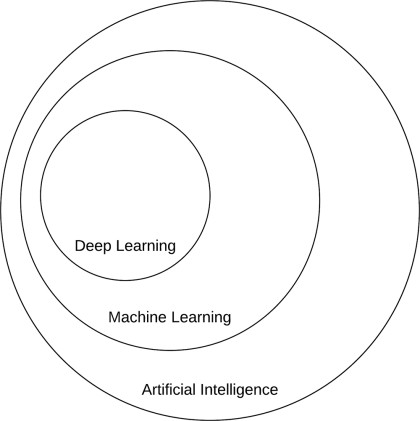 Deep Learning
Machine Learning
Artificial Intelligence